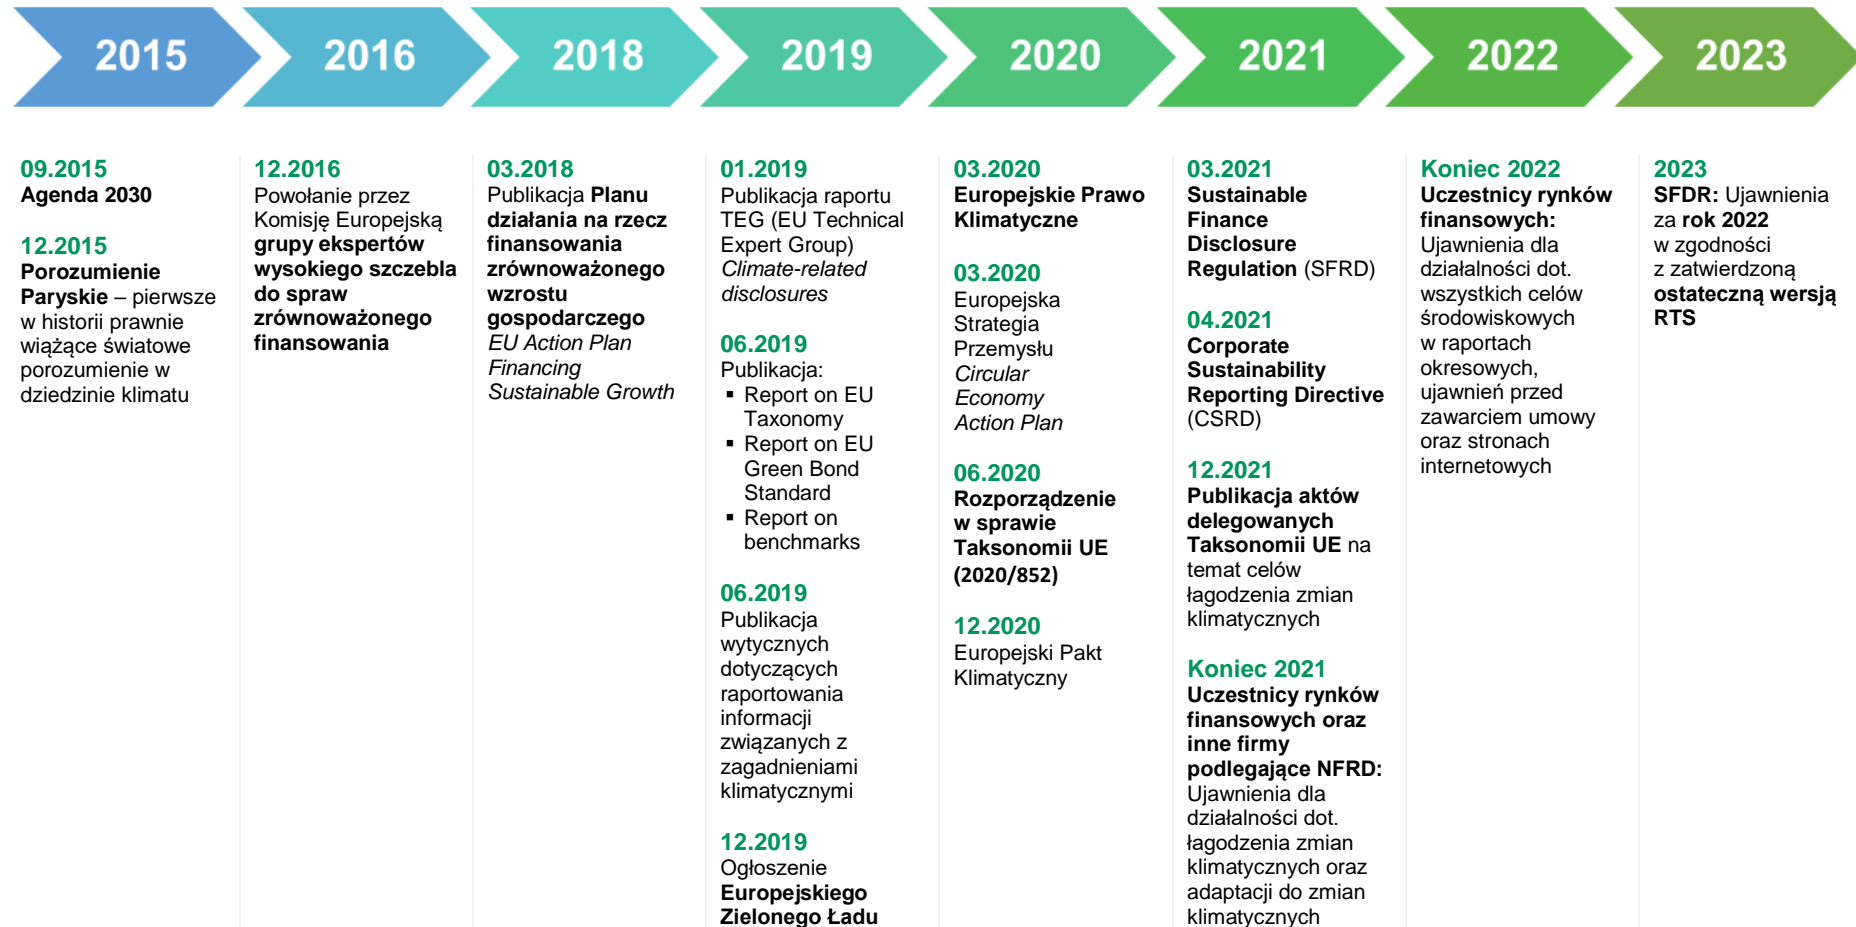 2015
2016
2018
2019
2020
2021
2022
2023
09.2015
Agenda 2030
12.2015
Porozumienie
Paryskie – pierwsze
w historii prawnie
wiążące światowe
porozumienie w
dziedzinie klimatu
12.2016
Powołanie przez
Komisję Europejską
grupy ekspertów
wysokiego szczebla
do spraw
zrównoważonego
finansowania
03.2018
Publikacja Planu
działania na rzecz
finansowania
zrównoważonego
wzrostu
gospodarczego
EU Action Plan
Financing
Sustainable Growth
01.2019
Publikacja raportu
TEG (EU Technical
Expert Group)
Climate-related
disclosures
06.2019
Publikacja:
▪ Report on EU
Taxonomy
▪ Report on EU
Green Bond
Standard
▪ Report on
benchmarks
06.2019
Publikacja
wytycznych
dotyczących
raportowania
informacji
związanych z
zagadnieniami
klimatycznymi
12.2019
Ogłoszenie
Europejskiego
Zielonego Ładu
03.2020
Europejskie Prawo
Klimatyczne
03.2020
Europejska
Strategia
Przemysłu
Circular
Economy
Action Plan
06.2020
Rozporządzenie
w sprawie
Taksonomii UE
(2020/852)
12.2020
Europejski Pakt
Klimatyczny
03.2021
Sustainable
Finance
Disclosure
Regulation (SFRD)
04.2021
Corporate
Sustainability
Reporting Directive
(CSRD)
12.2021
Publikacja aktów
delegowanych
Taksonomii UE na
temat celów
łagodzenia zmian
klimatycznych
Koniec 2021
Uczestnicy rynków
finansowych oraz
inne firmy
podlegające NFRD:
Ujawnienia dla
działalności dot.
łagodzenia zmian
klimatycznych oraz
adaptacji do zmian
klimatycznych
Koniec 2022
Uczestnicy rynków
finansowych:
Ujawnienia dla
działalności dot.
wszystkich celów
środowiskowych
w raportach
okresowych,
ujawnień przed
zawarciem umowy
oraz stronach
internetowych
2023
SFDR: Ujawnienia
za rok 2022
w zgodności
z zatwierdzoną
ostateczną wersją
RTS